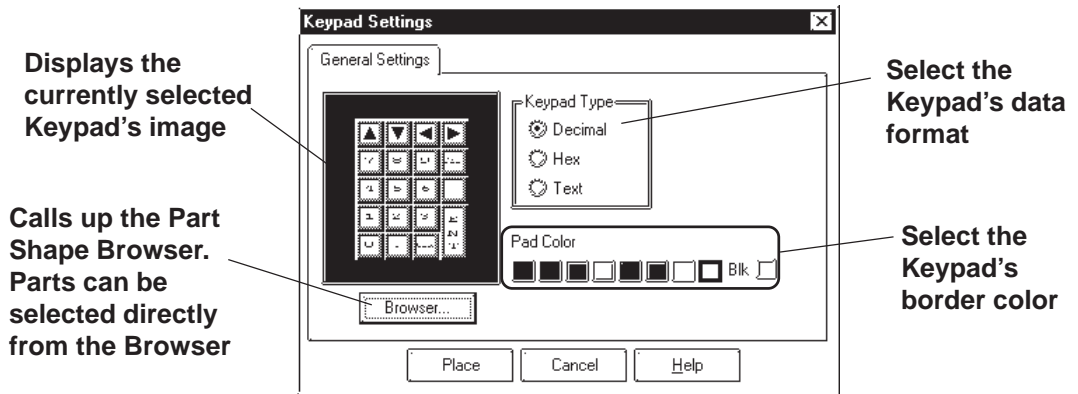 Keypad Settings
General Settings
Displays the
currently selected
Keypad's image
Keypad Type
Decimal
Hex
Text
Select the
Keypad's data
format
Calls up the Part
Shape Browser.
Parts can be
selected directly
from the Browser
Pad Color
Blk
Select the
Keypad's
border color
Browser...
Place
Cancel
Help